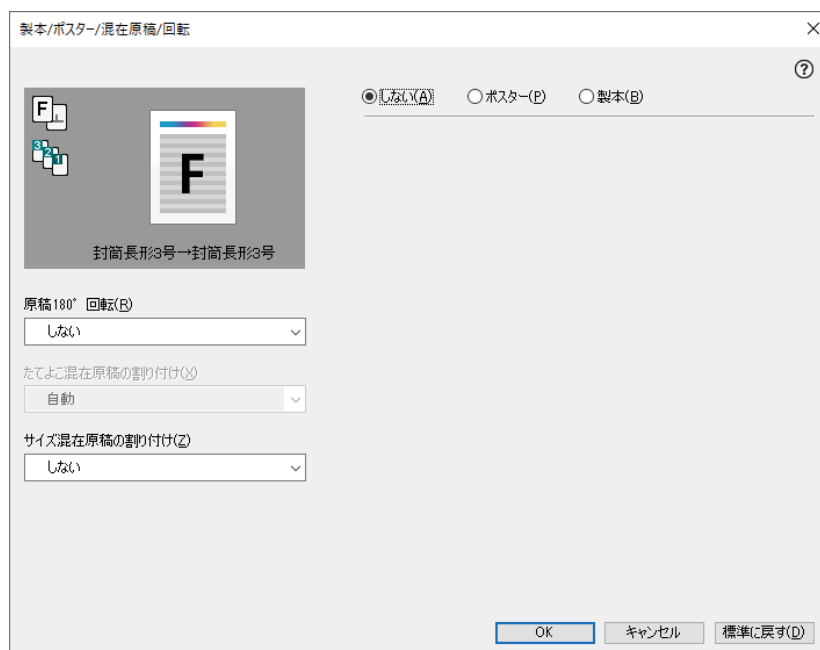 製本/ポスター/混在原稿/回転
しない(A) ポスター(P) 製本(B)
F
3 2 1
F
封筒長形3号→封筒長形3号
原稿180° 回転(R)
しない
たてよこ混在原稿の割り付け(X)
自動
サイズ混在原稿の割り付け(Z)
しない
OK キャンセル 標準に戻す(D)